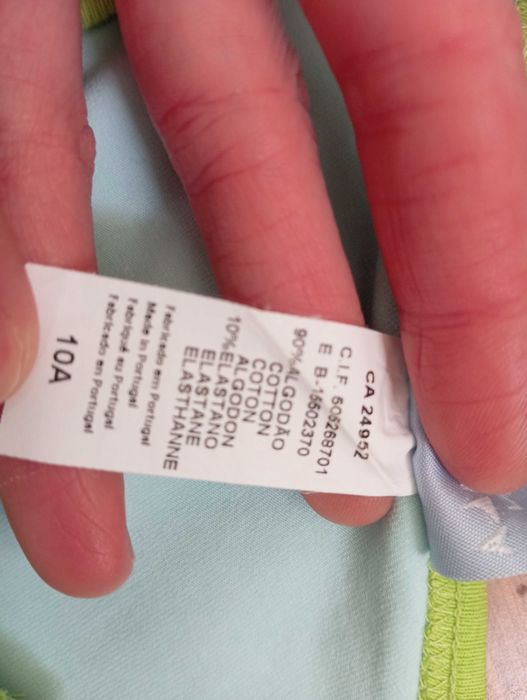 CA 24952
C.I.F. 502268701
E B-15502370
90%ALGODÃO
COTTON
COTON
ALGODON
10%ELASTANO
ELASTANE
ELASTHANNE
Fabricado em Portugal
Made in Portugal
Fabriqué au Portugal
Fabricado en Portugal
10A